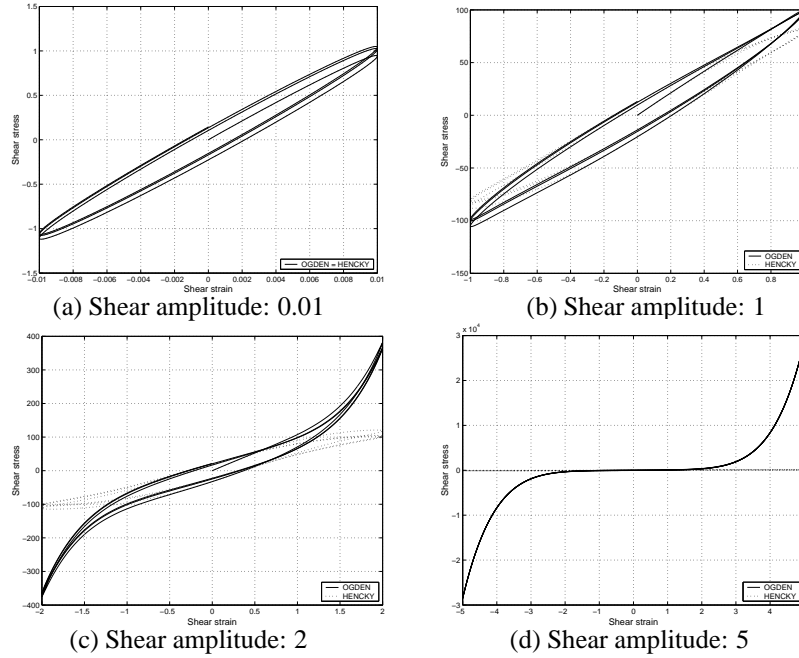 1.5
1
0.5
0
−0.5
−1
−1.5
Shear stress
−0.01 −0.008 −0.006 −0.004 −0.002 0 0.002 0.004 0.006 0.008 0.01
Shear strain
OGDEN = HENCKY
(a) Shear amplitude: 0.01
100
50
0
−50
−100
−150
Shear stress
−1 −0.8 −0.6 −0.4 −0.2 0 0.2 0.4 0.6 0.8
Shear strain
OGDEN
HENCKY
(b) Shear amplitude: 1
400
300
200
100
0
−100
−200
−300
−400
Shear stress
−2 −1.5 −1 −0.5 0 0.5 1 1.5 2
Shear strain
OGDEN
HENCKY
(c) Shear amplitude: 2
x 10^4
3
2
1
0
−1
−2
−3
Shear stress
−5 −4 −3 −2 −1 0 1 2 3 4
Shear strain
OGDEN
HENCKY
(d) Shear amplitude: 5